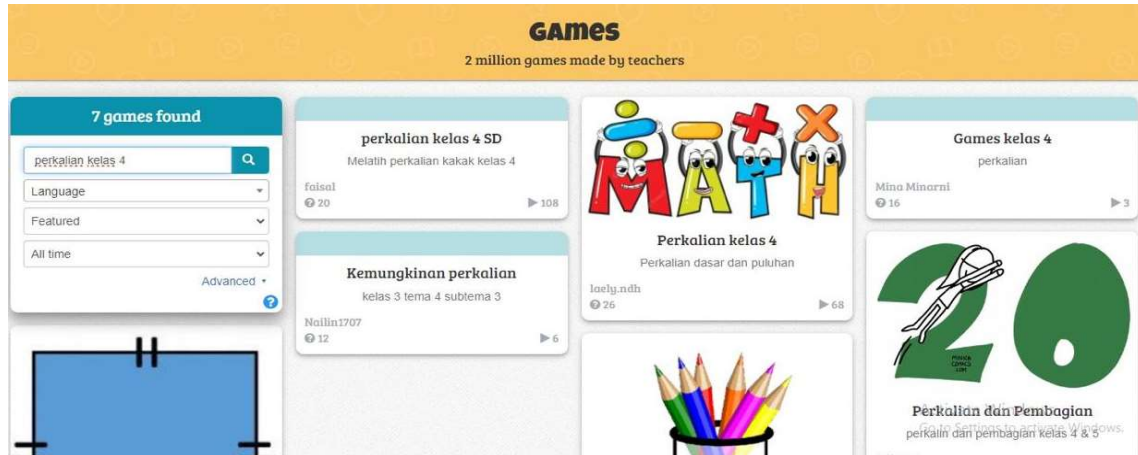 GAMES
2 million games made by teachers
7 games found
perkalian kelas 4
Language
Featured
All time
Advanced
?
perkalian kelas 4 SD
Melatih perkalian kakak kelas 4
faisal
20
108
Kemungkinan perkalian
kelas 3 tema 4 subtema 3
Nailin1707
12
6
MATH
Perkalian kelas 4
Perkalian dasar dan puluhan
laely.ndh
26
68
Games kelas 4
perkalian
Mina Minarni
16
3
20
Perkalian dan Pembagian
perkalin dan pembagian kelas 4 & 5
Activate Windows
Go to Settings to activate Windows.